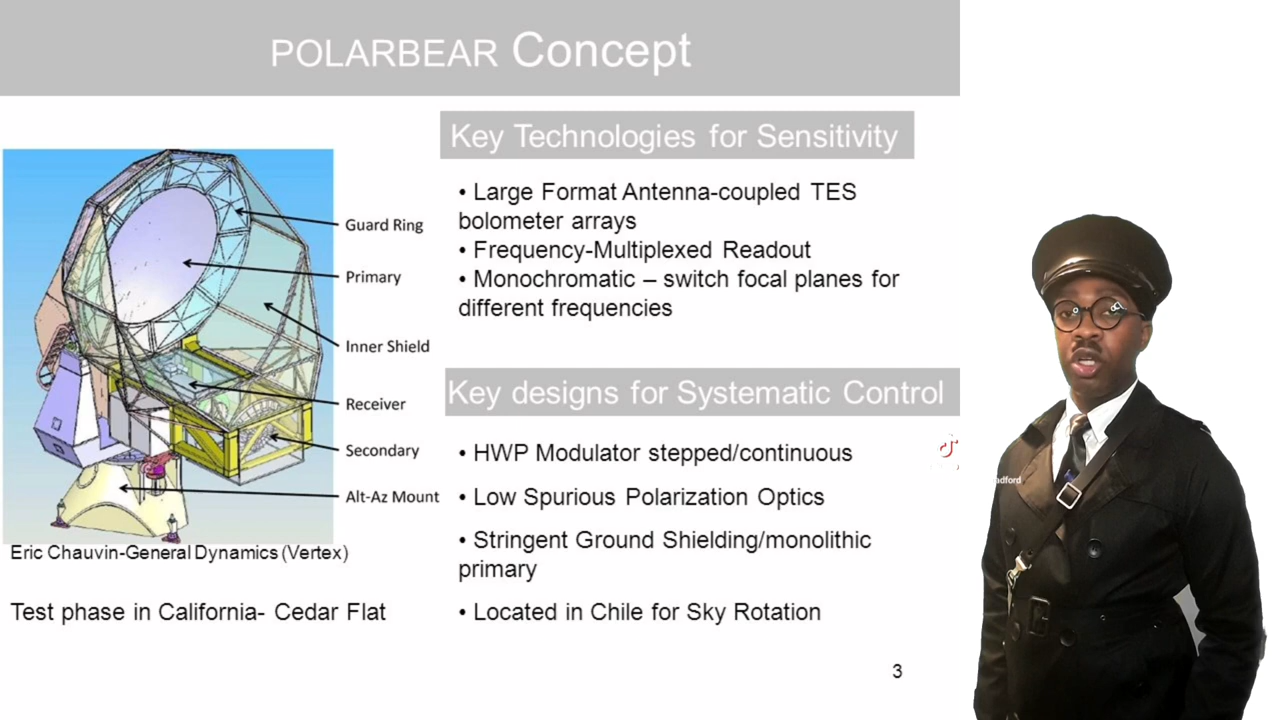 POLARBEAR Concept
Key Technologies for Sensitivity
• Large Format Antenna-coupled TES
bolometer arrays
• Frequency-Multiplexed Readout
• Monochromatic – switch focal planes for
different frequencies
Guard Ring
Primary
Inner Shield
Receiver
Secondary
Alt-Az Mount
Eric Chauvin-General Dynamics (Vertex)
Test phase in California- Cedar Flat
Key designs for Systematic Control
• HWP Modulator stepped/continuous
• Low Spurious Polarization Optics
• Stringent Ground Shielding/monolithic
primary
• Located in Chile for Sky Rotation
3
adford